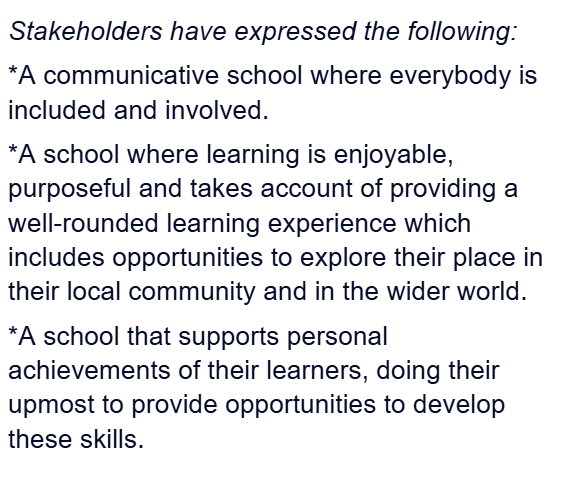 Stakeholders have expressed the following:
*A communicative school where everybody is
included and involved.
*A school where learning is enjoyable,
purposeful and takes account of providing a
well-rounded learning experience which
includes opportunities to explore their place in
their local community and in the wider world.
*A school that supports personal
achievements of their learners, doing their
upmost to provide opportunities to develop
these skills.